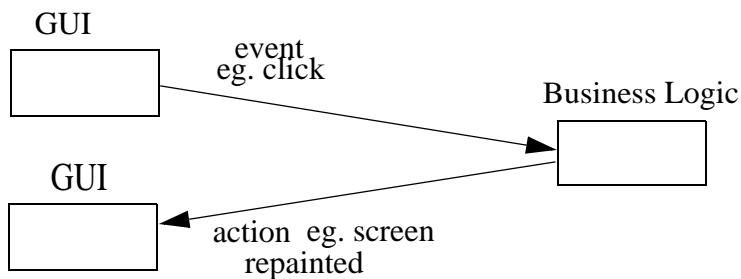 GUI
event
eg. click
Business Logic
GUI
action eg. screen
repainted